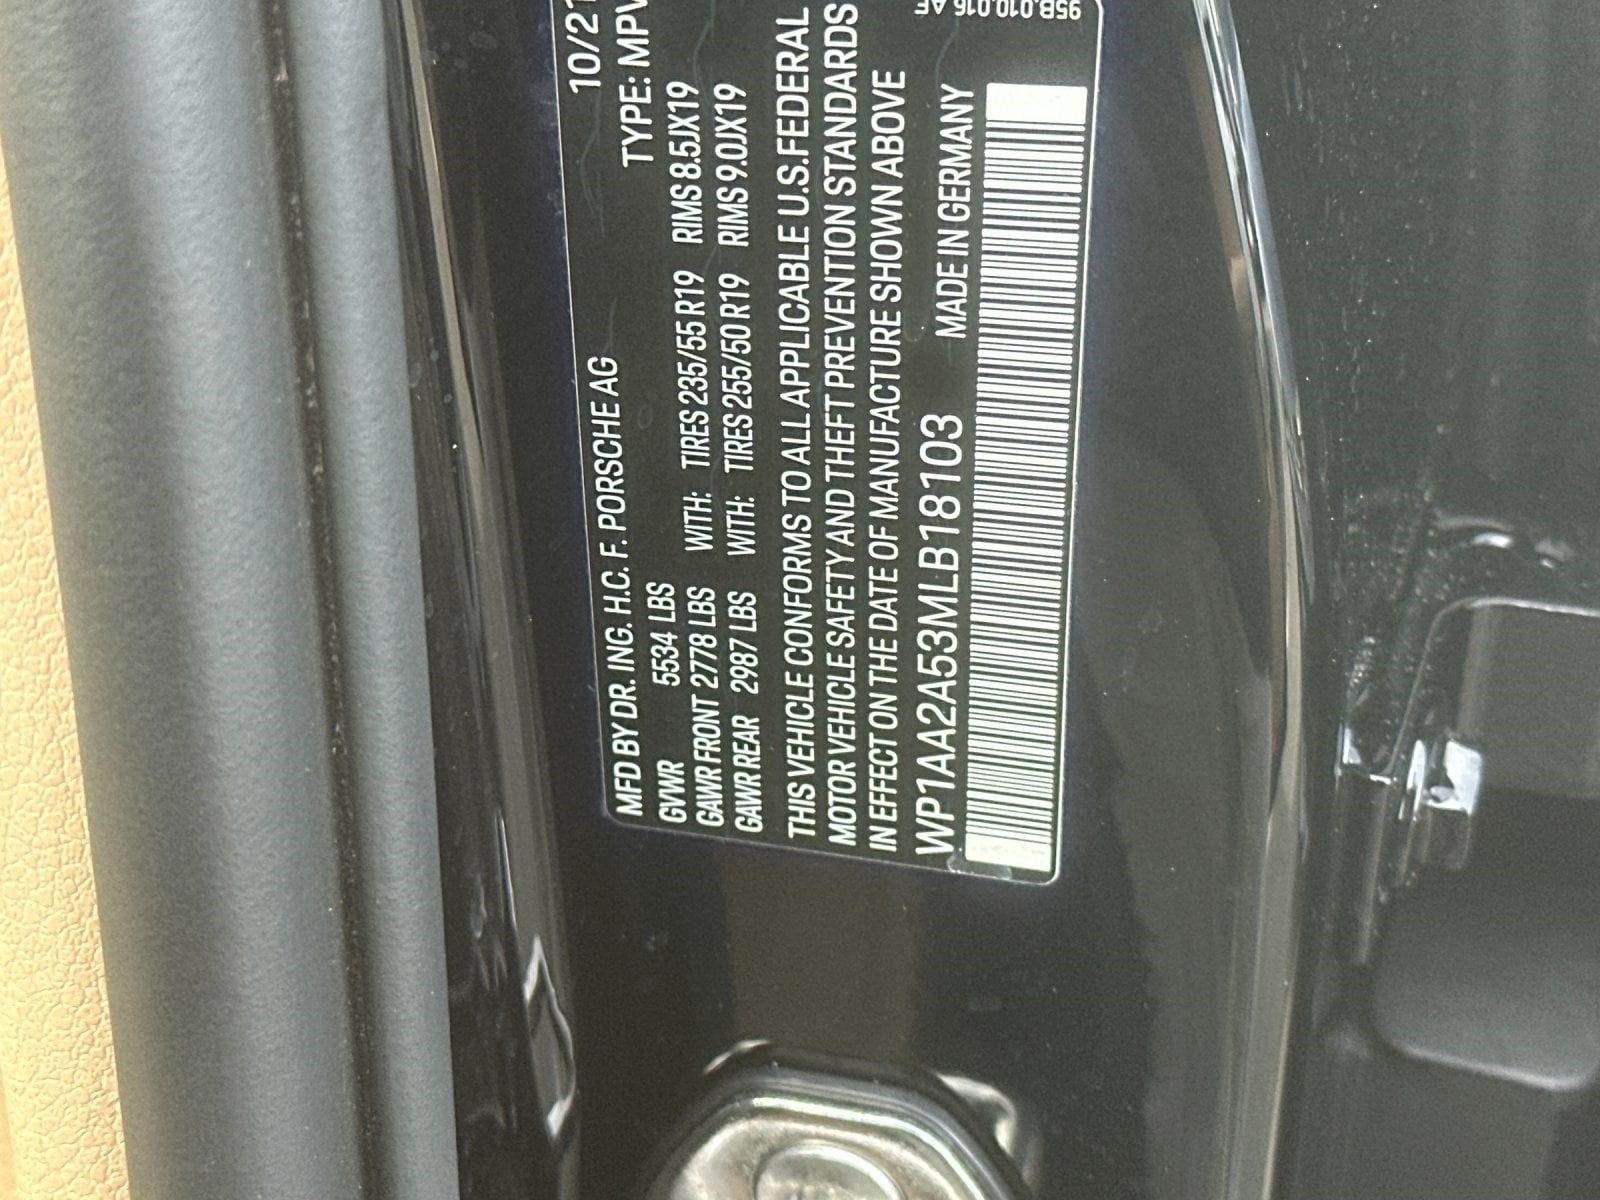 10/21
MFD BY DR. ING. H.C. F. PORSCHE AG
TYPE: MPV
GVWR 5534 LBS
GAWR FRONT 2778 LBS WITH: TIRES 235/55 R19 RIMS 8.5JX19
GAWR REAR 2987 LBS WITH: TIRES 255/50 R19 RIMS 9.0JX19
THIS VEHICLE CONFORMS TO ALL APPLICABLE U.S. FEDERAL
MOTOR VEHICLE SAFETY AND THEFT PREVENTION STANDARDS
IN EFFECT ON THE DATE OF MANUFACTURE SHOWN ABOVE
WP1AA2A53MLB18103 MADE IN GERMANY
95B.010.016 AF